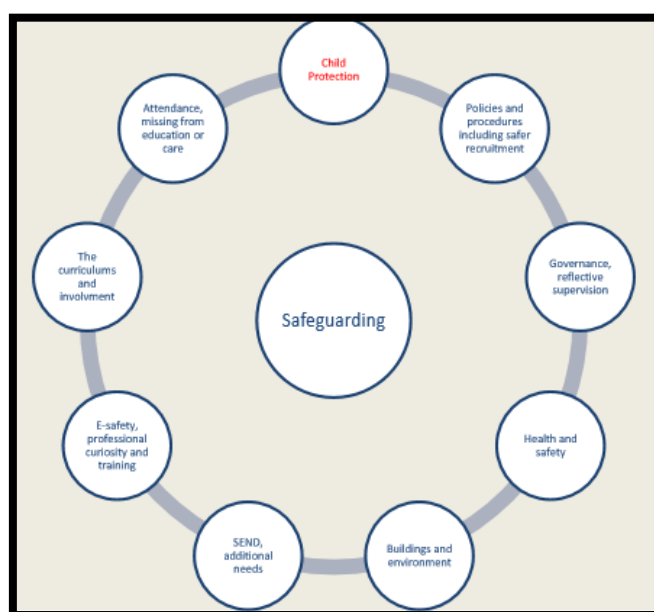 Child
Protection
Policies and
procedures
including safer
recruitment
Governance,
reflective
supervision
Health and
safety
Buildings and
environment
SEND,
additional
needs
E-safety,
professional
curiosity and
training
The
curriculums
and
involvment
Attendance,
missing from
education or
care
Safeguarding